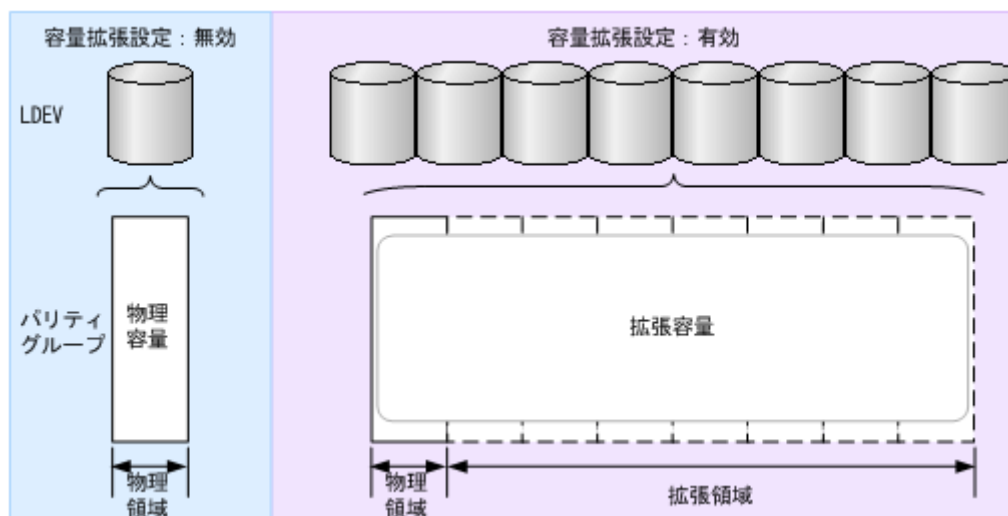 容量拡張設定：無効
容量拡張設定：有効
LDEV
パリティ
グループ
物理
容量
拡張容量
物理
領域
物理
領域
拡張領域